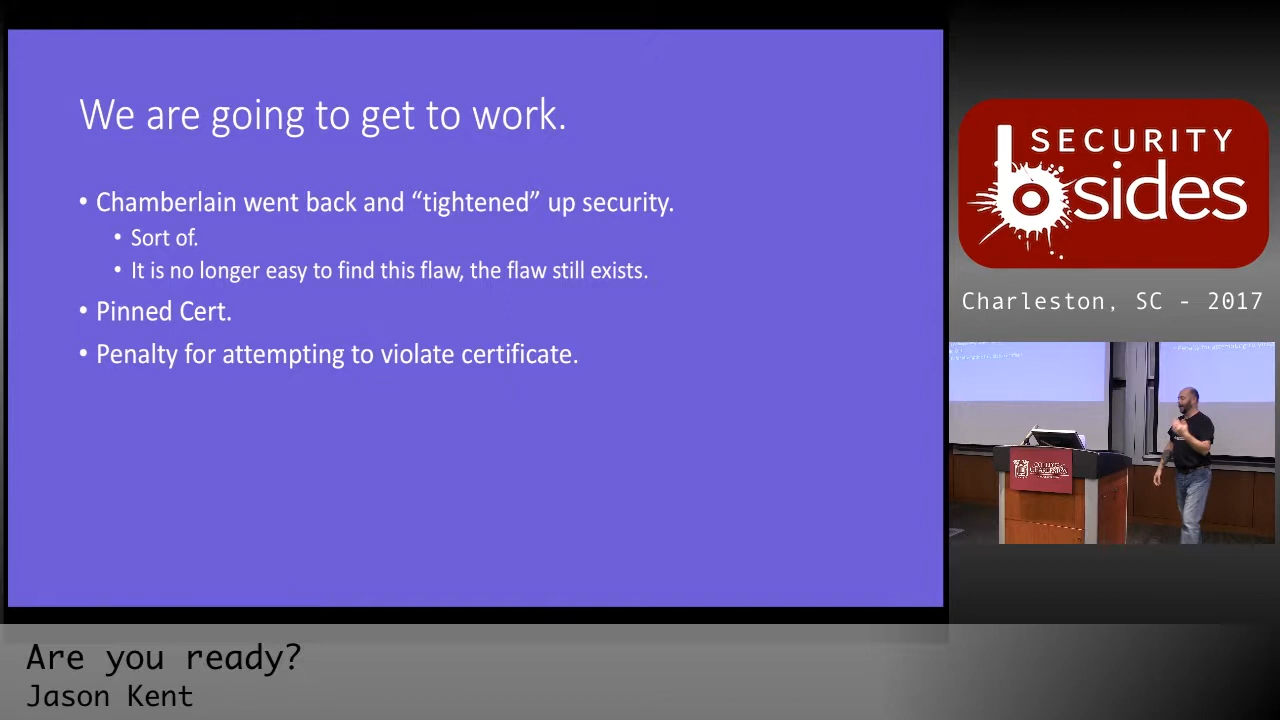 We are going to get to work.
• Chamberlain went back and “tightened” up security.
• Sort of.
• It is no longer easy to find this flaw, the flaw still exists.
• Pinned Cert.
• Penalty for attempting to violate certificate.
SECURITY
bsides
Charleston, SC - 2017
Are you ready?
Jason Kent